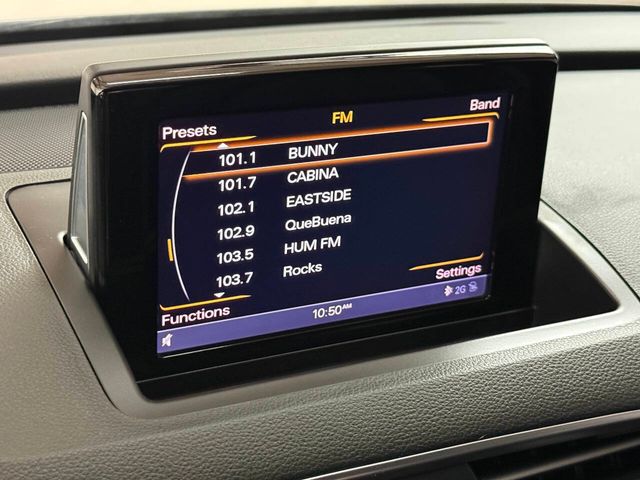 FM
Presets
Band
101.1 BUNNY
101.7 CABINA
102.1 EASTSIDE
102.9 QueBuena
103.5 HUM FM
103.7 Rocks
Settings
Functions
10:50AM
2G